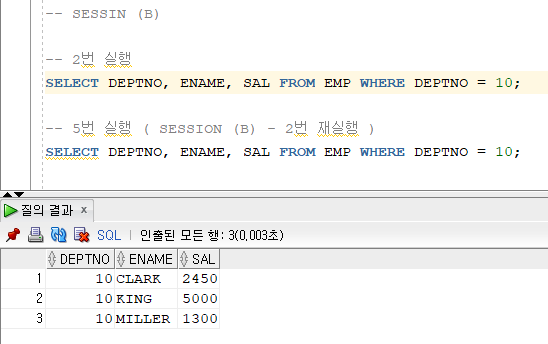 -- SESSIN (B)
-- 2번 실행
SELECT DEPTNO, ENAME, SAL FROM EMP WHERE DEPTNO = 10;
-- 5번 실행 ( SESSION (B) - 2번 재실행 )
SELECT DEPTNO, ENAME, SAL FROM EMP WHERE DEPTNO = 10;
질의 결과 x
SQL | 인출된 모든 행: 3(0,003초)
DEPTNO ENAME SAL
1 10 CLARK 2450
2 10 KING 5000
3 10 MILLER 1300